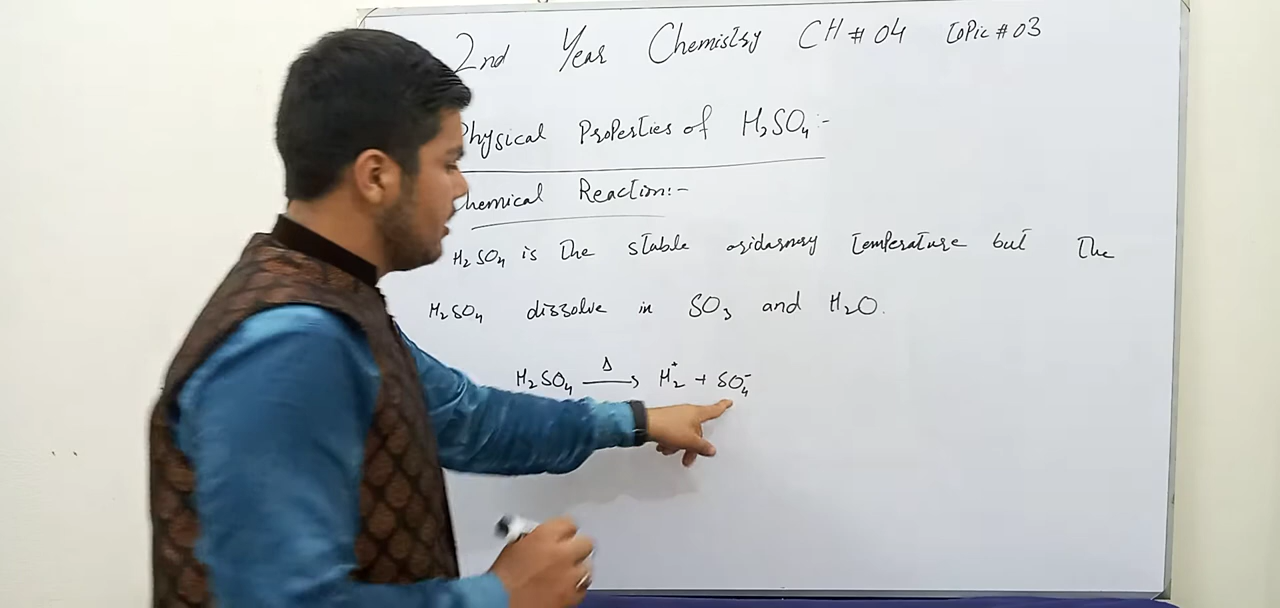 2nd Year Chemistry CH # 04 Topic # 03
Physical Properties of H₂SO₄:-
Chemical Reaction:-
H₂SO₄ is The stable oridarnory Temperature but The
H₂SO₄ dissolve in SO₃ and H₂O.
H₂SO₄ —Δ→ H₂⁺ + SO₄⁻